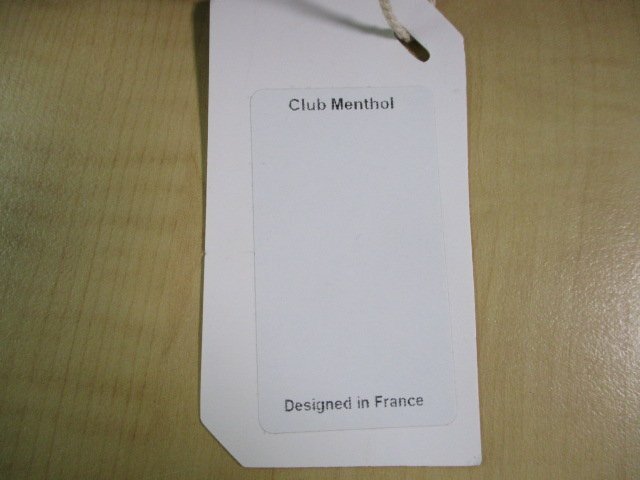 Club Menthol
Designed in France